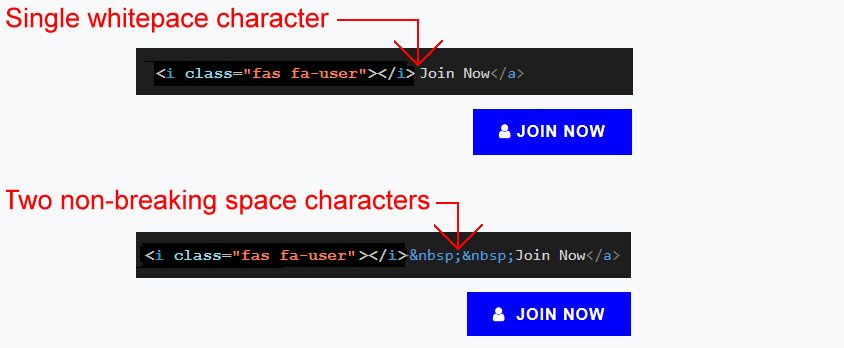 Single whitepace character
<i class="fas fa-user"></i> Join Now</a>
JOIN NOW
Two non-breaking space characters
<i class="fas fa-user"></i>&nbsp;&nbsp;Join Now</a>
JOIN NOW